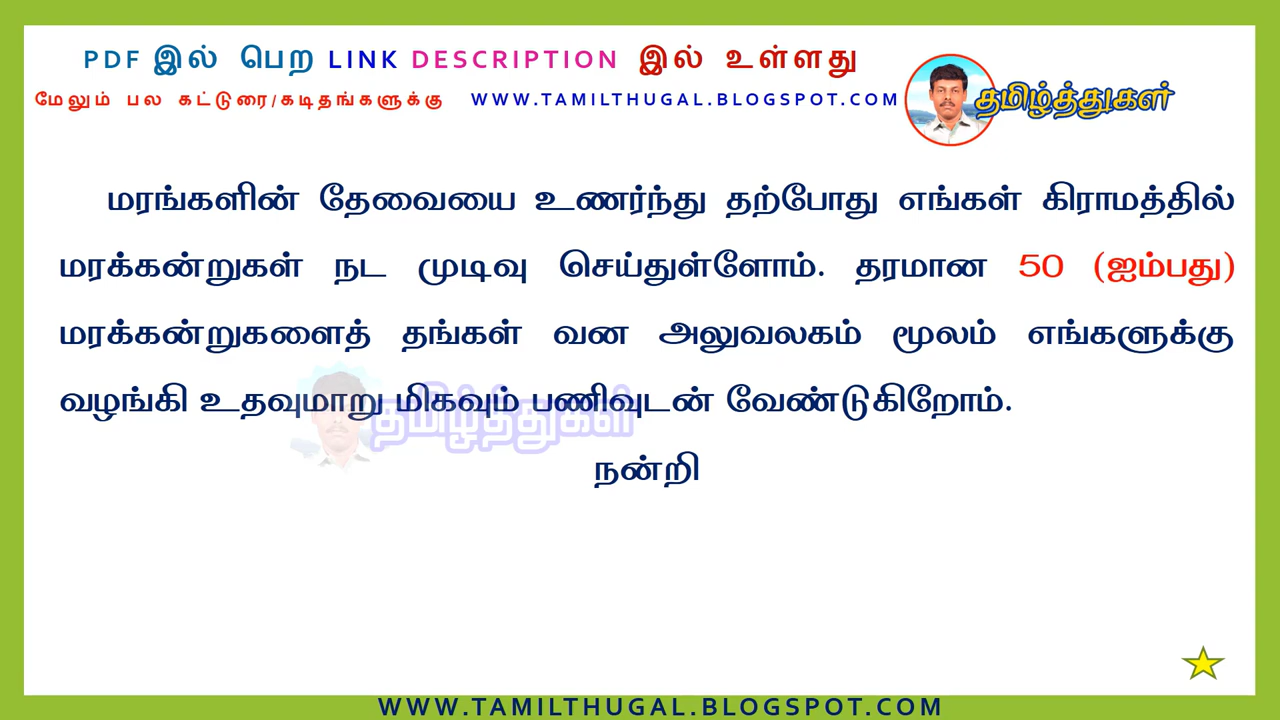 PDF இல் பெற LINK DESCRIPTION இல் உள்ளது
மேலும் பல கட்டுரை/கடிதங்களுக்கு WWW.TAMILTHUGAL.BLOGSPOT.COM
தமிழ்த்துகள்
மரங்களின் தேவையை உணர்ந்து தற்போது எங்கள் கிராமத்தில்
மரக்கன்றுகள் நட முடிவு செய்துள்ளோம். தரமான 50 (ஐம்பது)
மரக்கன்றுகளைத் தங்கள் வன அலுவலகம் மூலம் எங்களுக்கு
வழங்கி உதவுமாறு மிகவும் பணிவுடன் வேண்டுகிறோம்.
தமிழ்த்துகள்
நன்றி
WWW.TAMILTHUGAL.BLOGSPOT.COM